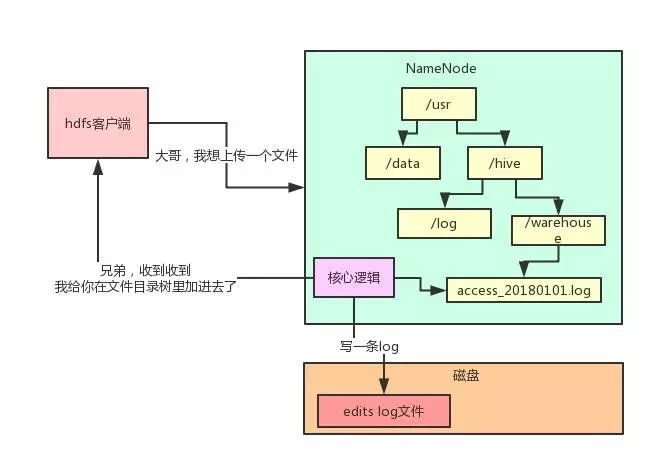 NameNode
/usr
hdfs客户端
大哥，我想上传一个文件
/data
/hive
/log
/warehous
e
兄弟，收到收到
我给你在文件目录树里加进去了
核心逻辑
access_20180101.log
写一条log
磁盘
edits log文件